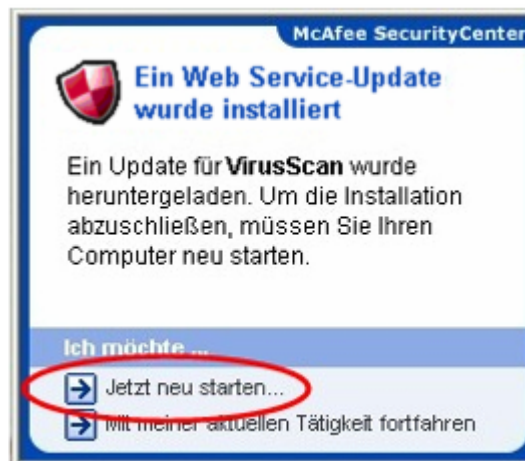 McAfee SecurityCenter
Ein Web Service-Update
wurde installiert
Ein Update für VirusScan wurde
heruntergeladen. Um die Installation
abzuschließen, müssen Sie Ihren
Computer neu starten.
Ich möchte ...
Jetzt neu starten...
Mit meiner aktuellen Tätigkeit fortfahren